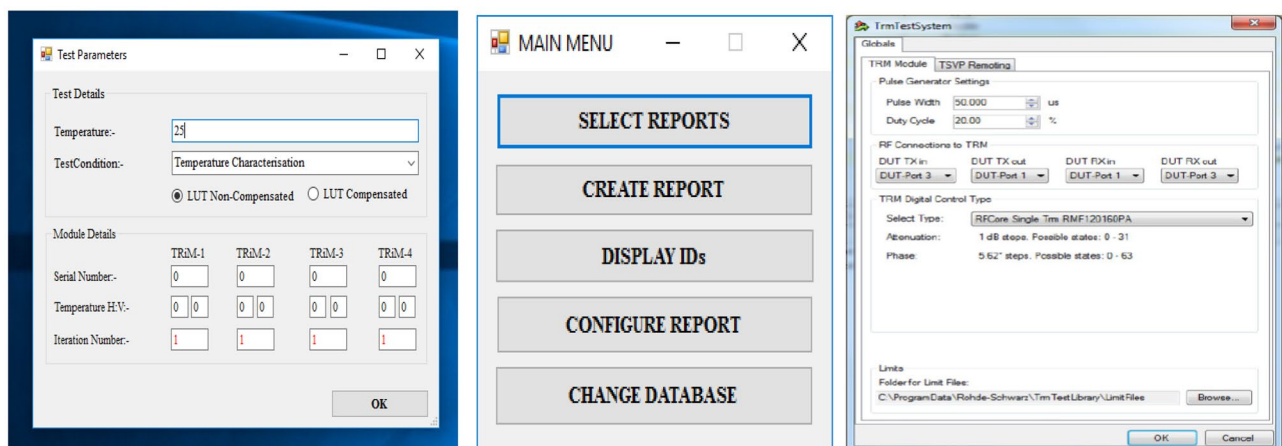 Test Parameters
Test Details
Temperature:-
25
TestCondition:-
Temperature Characterisation
LUT Non-Compensated
LUT Compensated
Module Details
TRiM-1 TRiM-2 TRiM-3 TRiM-4
Serial Number:- 0 0 0 0
Temperature H:V:- 0 0 0 0 0 0 0 0
Iteration Number:- 1 1 1 1
OK
MAIN MENU
SELECT REPORTS
CREATE REPORT
DISPLAY IDs
CONFIGURE REPORT
CHANGE DATABASE
TrmTestSystem
Globals
TRM Module TSVP Remoting
Pulse Generator Settings
Pulse Width 50.000 us
Duty Cycle 20.00 %
RF Connections to TRM
DUT TX in DUT TX out DUT RX in DUT RX out
DUT-Port 3 DUT-Port 1 DUT-Port 1 DUT-Port 3
TRM Digital Control Type
Select Type: RFCore Single Trm RMF120160PA
Attenuation: 1 dB steps. Possible states: 0 - 31
Phase: 5.62° steps. Possible states: 0 - 63
Limits
Folder for Limit Files:
C:\ProgramData\Rohde-Schwarz\TrmTestLibrary\LimitFiles Browse...
OK Cancel